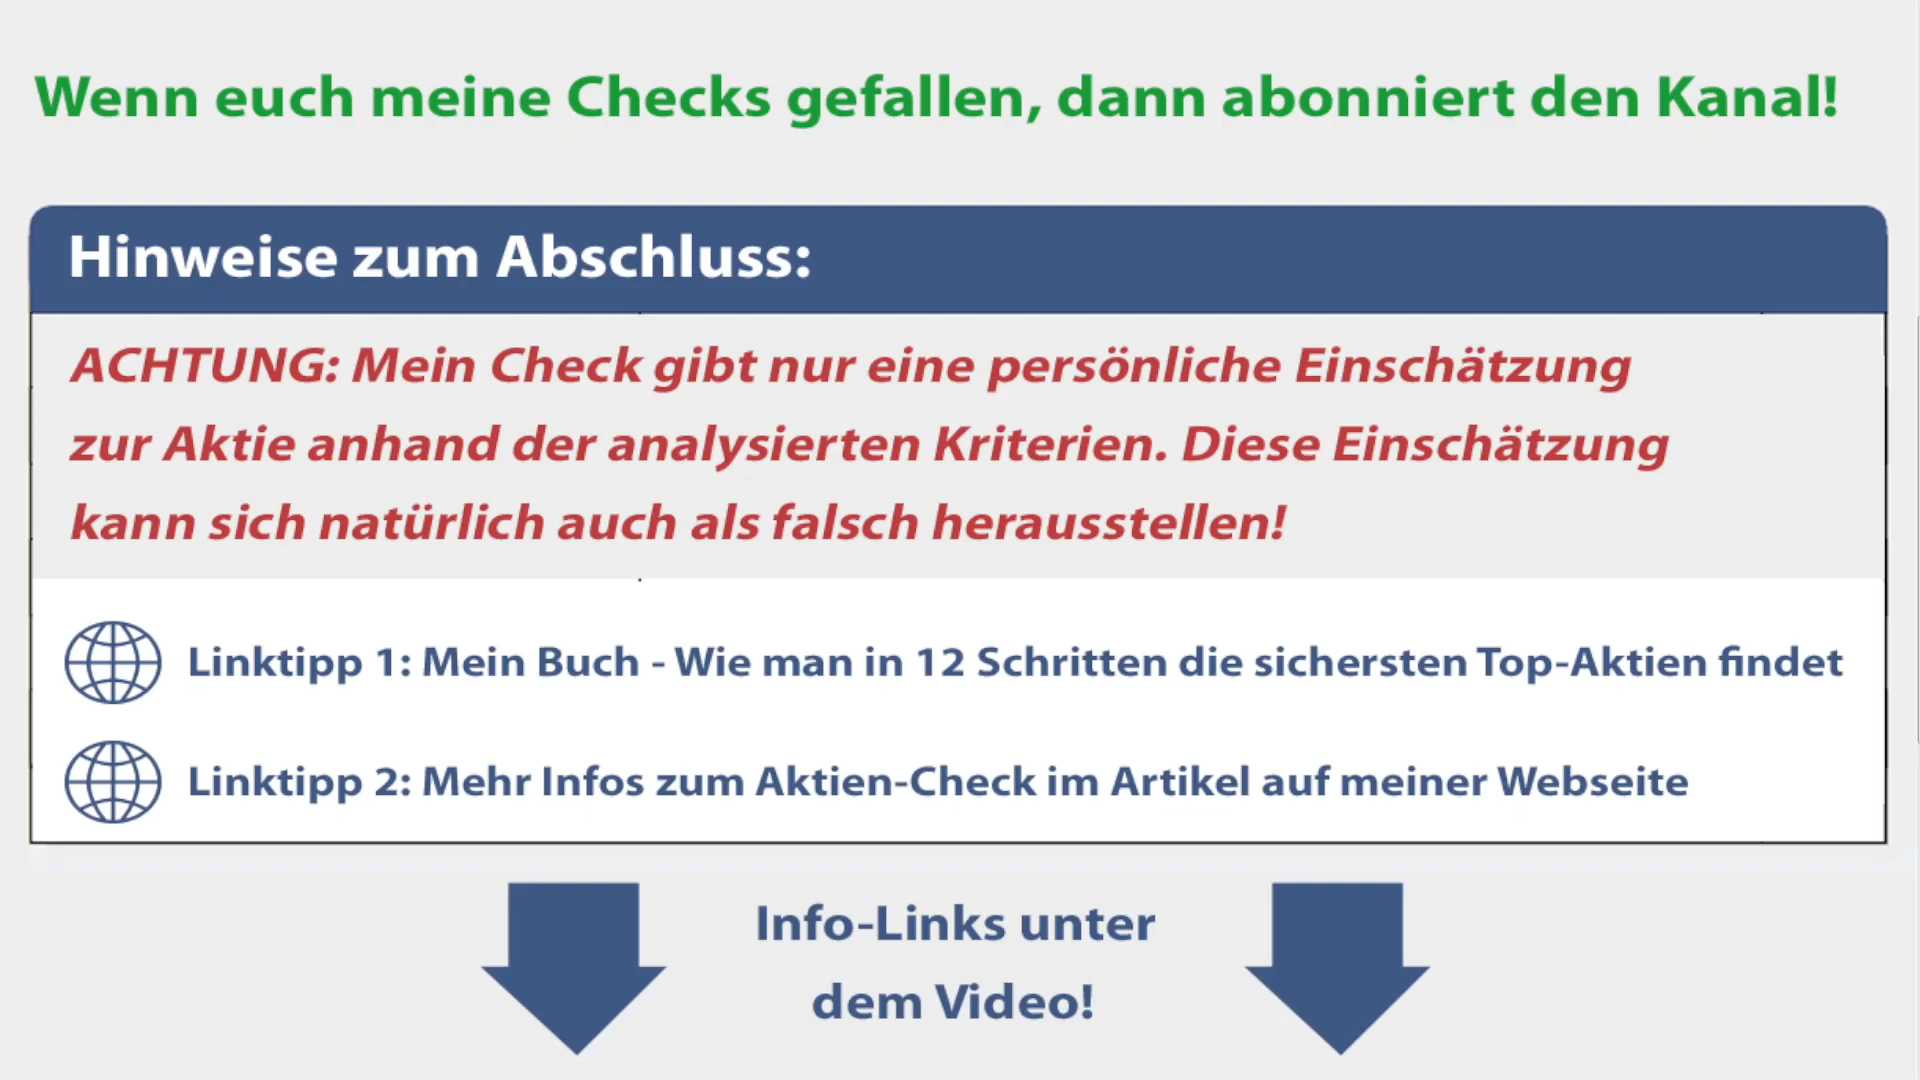 Wenn euch meine Checks gefallen, dann abonniert den Kanal!
Hinweise zum Abschluss:
ACHTUNG: Mein Check gibt nur eine persönliche Einschätzung
zur Aktie anhand der analysierten Kriterien. Diese Einschätzung
kann sich natürlich auch als falsch herausstellen!
Linktipp 1: Mein Buch - Wie man in 12 Schritten die sichersten Top-Aktien findet
Linktipp 2: Mehr Infos zum Aktien-Check im Artikel auf meiner Webseite
Info-Links unter
dem Video!